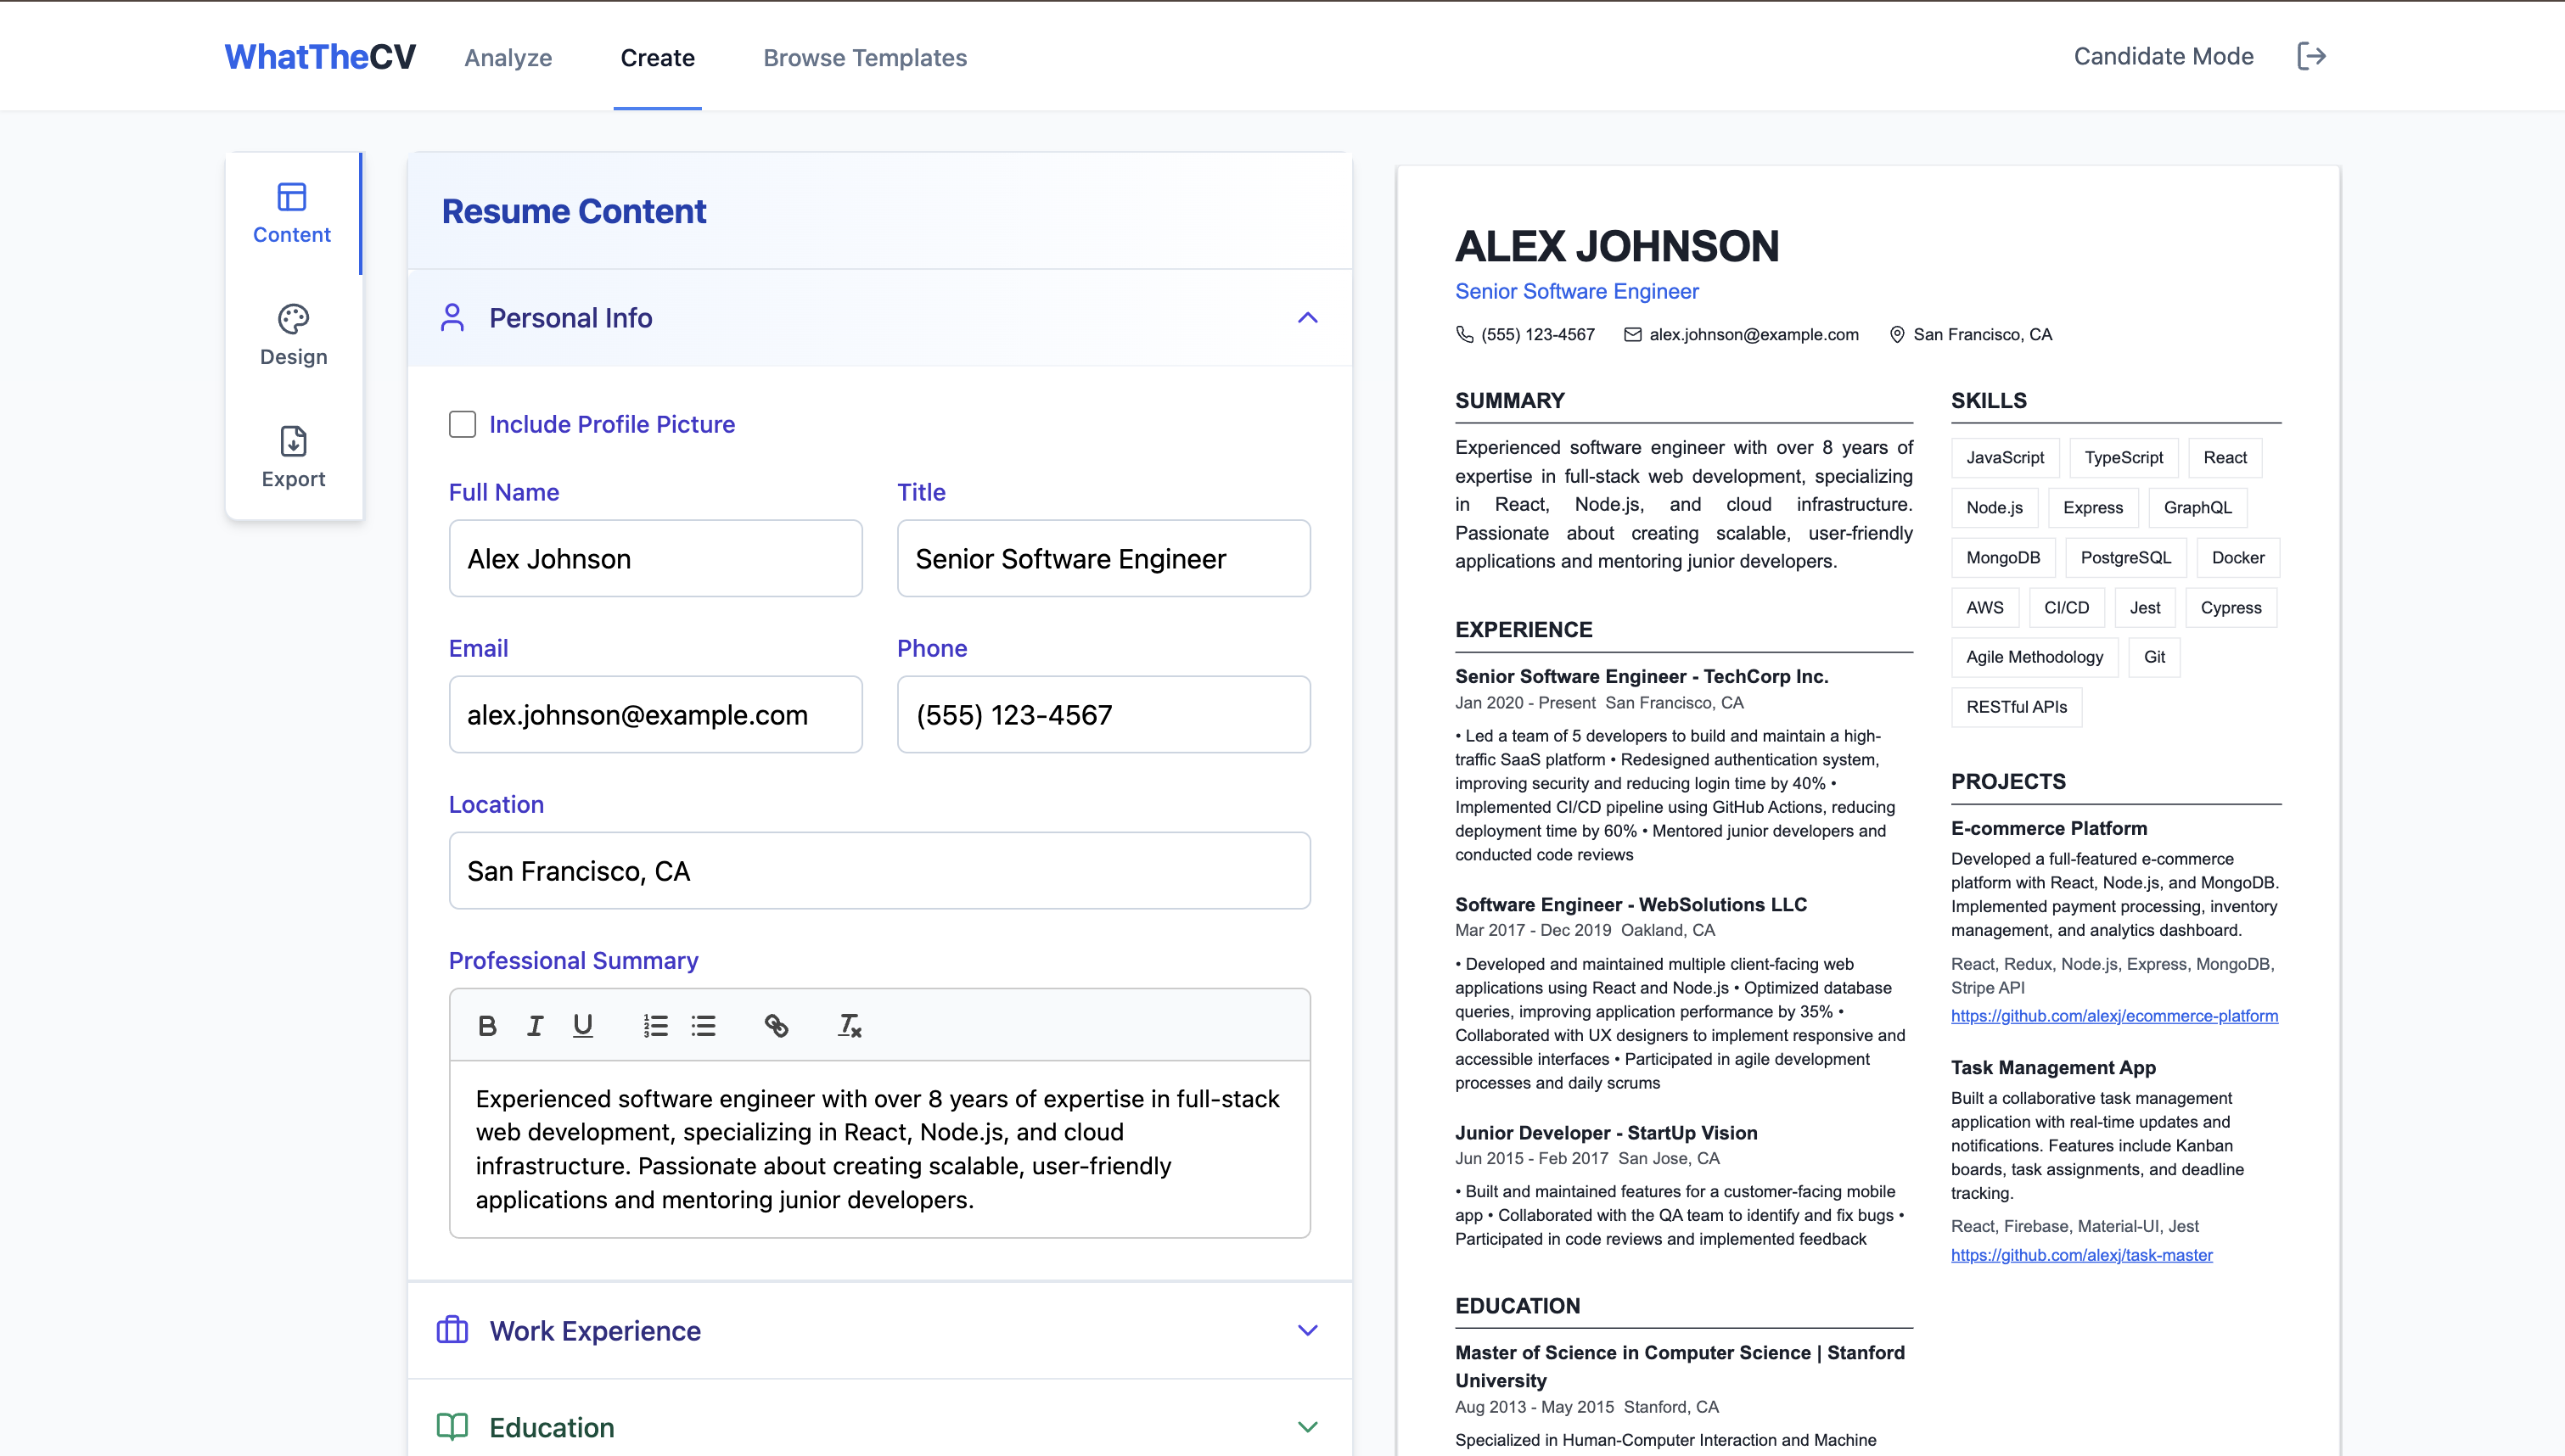 WhatTheCV
Analyze
Create
Browse Templates
Candidate Mode
Content
Design
Export
Resume Content
Personal Info
Include Profile Picture
Full Name
Title
Alex Johnson
Senior Software Engineer
Email
Phone
alex.johnson@example.com
(555) 123-4567
Location
San Francisco, CA
Professional Summary
Experienced software engineer with over 8 years of expertise in full-stack
web development, specializing in React, Node.js, and cloud
infrastructure. Passionate about creating scalable, user-friendly
applications and mentoring junior developers.
Work Experience
Education
ALEX JOHNSON
Senior Software Engineer
(555) 123-4567
alex.johnson@example.com
San Francisco, CA
SUMMARY
Experienced software engineer with over 8 years of
expertise in full-stack web development, specializing
in React, Node.js, and cloud infrastructure.
Passionate about creating scalable, user-friendly
applications and mentoring junior developers.
EXPERIENCE
Senior Software Engineer - TechCorp Inc.
Jan 2020 - Present San Francisco, CA
• Led a team of 5 developers to build and maintain a high-
traffic SaaS platform • Redesigned authentication system,
improving security and reducing login time by 40% •
Implemented CI/CD pipeline using GitHub Actions, reducing
deployment time by 60% • Mentored junior developers and
conducted code reviews
Software Engineer - WebSolutions LLC
Mar 2017 - Dec 2019 Oakland, CA
• Developed and maintained multiple client-facing web
applications using React and Node.js • Optimized database
queries, improving application performance by 35% •
Collaborated with UX designers to implement responsive and
accessible interfaces • Participated in agile development
processes and daily scrums
Junior Developer - StartUp Vision
Jun 2015 - Feb 2017 San Jose, CA
• Built and maintained features for a customer-facing mobile
app • Collaborated with the QA team to identify and fix bugs •
Participated in code reviews and implemented feedback
EDUCATION
Master of Science in Computer Science | Stanford
University
Aug 2013 - May 2015 Stanford, CA
Specialized in Human-Computer Interaction and Machine
SKILLS
JavaScript TypeScript React
Node.js Express GraphQL
MongoDB PostgreSQL Docker
AWS CI/CD Jest Cypress
Agile Methodology Git
RESTful APIs
PROJECTS
E-commerce Platform
Developed a full-featured e-commerce
platform with React, Node.js, and MongoDB.
Implemented payment processing, inventory
management, and analytics dashboard.
React, Redux, Node.js, Express, MongoDB,
Stripe API
https://github.com/alexj/ecommerce-platform
Task Management App
Built a collaborative task management
application with real-time updates and
notifications. Features include Kanban
boards, task assignments, and deadline
tracking.
React, Firebase, Material-UI, Jest
https://github.com/alexj/task-master